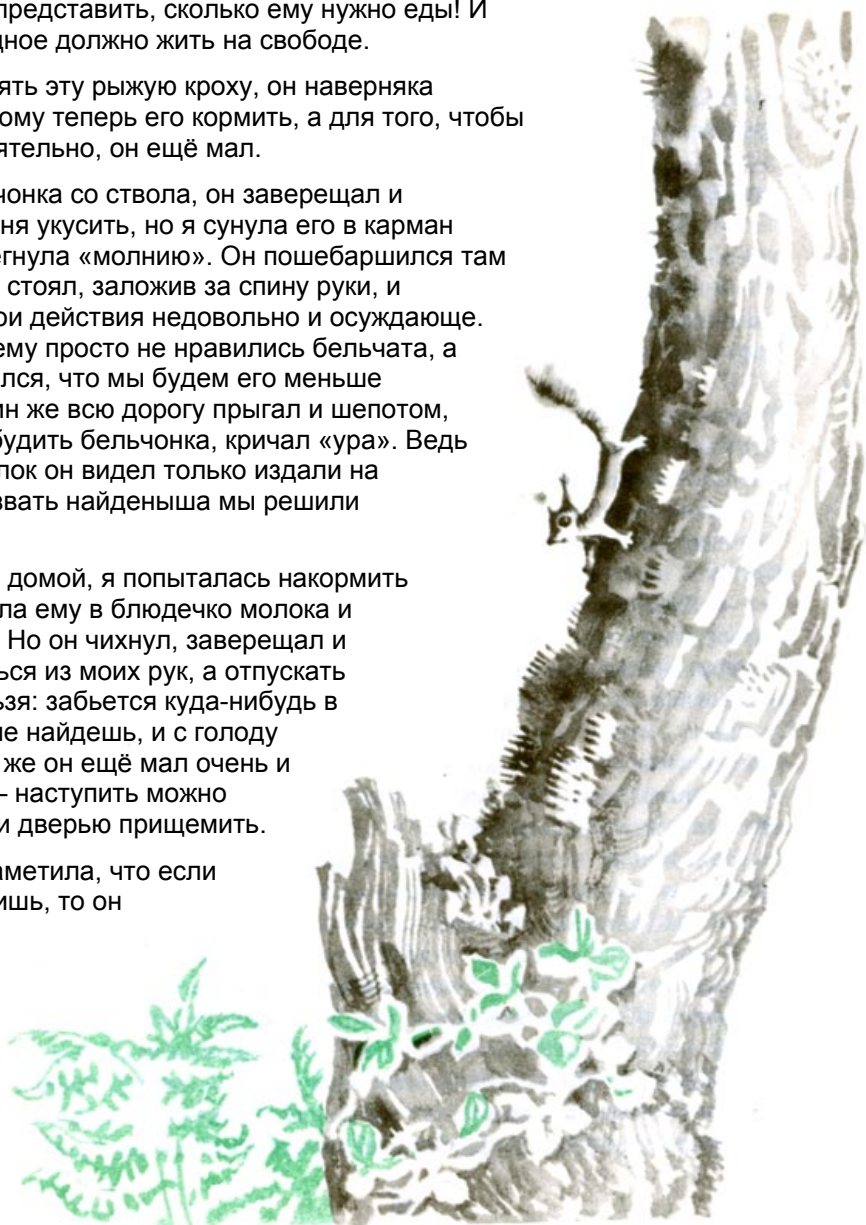 представить, сколько ему нужно еды! И
дное должно жить на свободе.
ять эту рыжую кроху, он наверняка
ому теперь его кормить, а для того, чтобы
ятельно, он ещё мал.
чонка со ствола, он заверещал и
ня укусить, но я сунула его в карман
егнула «молнию». Он пошебаршился там
стоял, заложив за спину руки, и
ои действия недовольно и осуждающе.
ему просто не нравились бельчата, а
лся, что мы будем его меньше
ин же всю дорогу прыгал и шепотом,
будить бельчонка, кричал «ура». Ведь
лок он видел только издали на
звать найденыша мы решили
домой, я попыталась накормить
ла ему в блюдечко молока и
Но он чихнул, заверещал и
ься из моих рук, а отпускать
ьзя: забьется куда-нибудь в
не найдешь, и с голоду
же он ещё мал очень и
– наступить можно
и дверью прищемить.
аметила, что если
ишь, то он